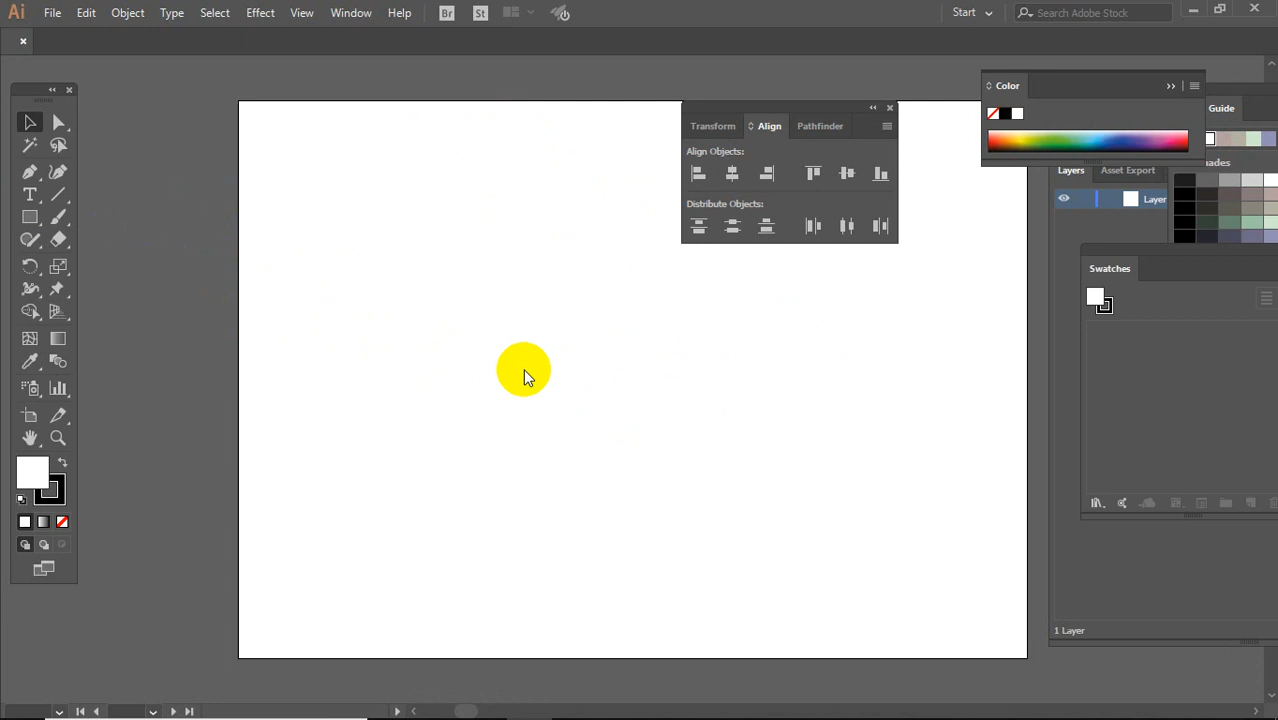 Ai File Edit Object Type Select Effect View Window Help Br St Start Search Adobe Stock
Color
Guide
Transform Align Pathfinder
Align Objects:
Distribute Objects:
Layers Asset Export
Layer
Swatches
1 Layer